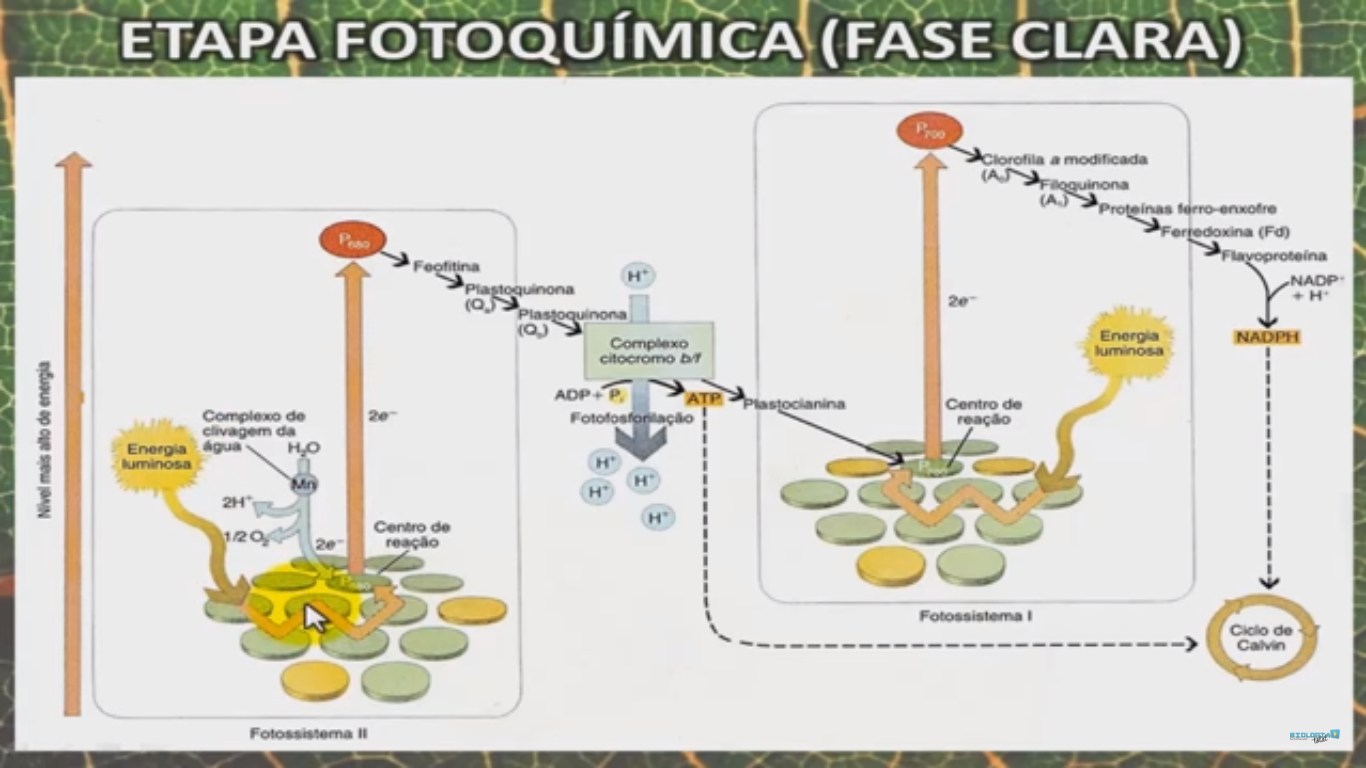 ETAPA FOTOQUÍMICA (FASE CLARA)
Nível mais alto de energia
P680
Feofitina
Plastoquinona
(Qa)
Plastoquinona
(Qb)
2e⁻
Complexo de
clivagem da
água
H₂O
Mn
2H⁺
1/2 O₂
2e⁻
Energia
luminosa
Centro de
reação
P680
Fotossistema II
H⁺
Complexo
citocromo b/f
ADP + Pi
ATP
Fotofosforilação
H⁺
H⁺
H⁺
H⁺
Plastocianina
P700
Clorofila a modificada
(A₀)
Filoquinona
(A₁)
Proteínas ferro-enxofre
Ferredoxina (Fd)
Flavoproteína
NADP⁺
+ H⁺
NADPH
2e⁻
Energia
luminosa
Centro de
reação
P700
Fotossistema I
Ciclo de
Calvin
BIOLOGIA